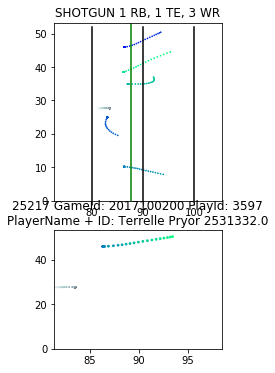 SHOTGUN 1 RB, 1 TE, 3 WR
50
40
30
20
10
0
80 90 100
25217 GameId: 2017100200 PlayId: 3597
PlayerName + ID: Terrelle Pryor 2531332.0
40
20
0
85 90 95